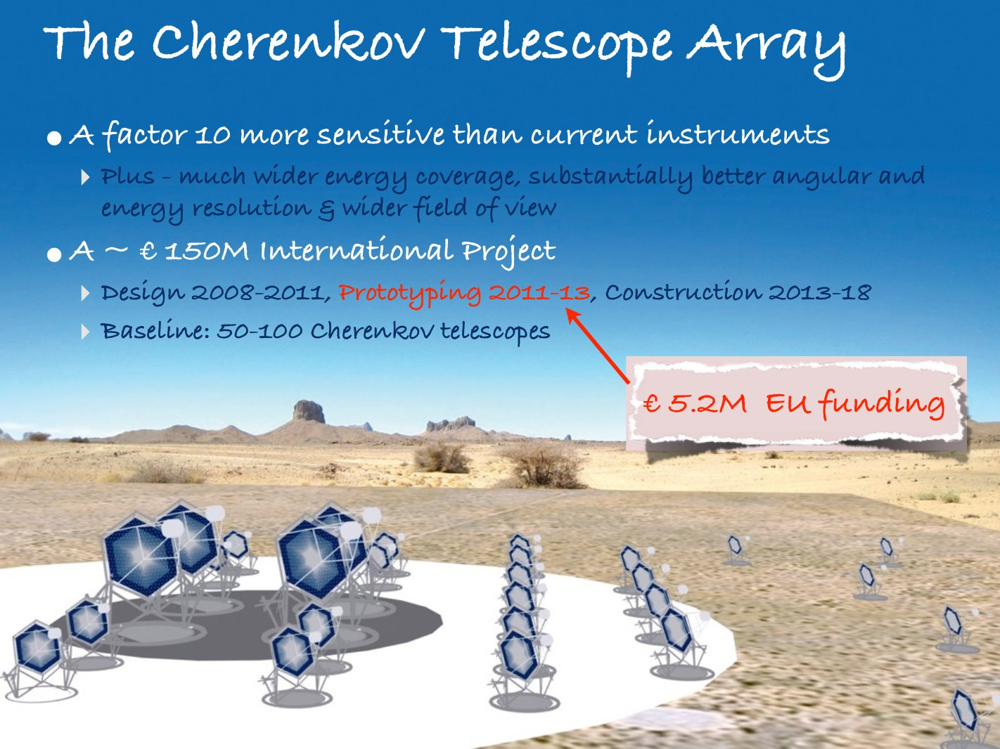 The Cherenkov Telescope Array
• A factor 10 more sensitive than current instruments
‣ Plus - much wider energy coverage, substantially better angular and
energy resolution & wider field of view
• A ~ € 150M International Project
‣ Design 2008-2011, Prototyping 2011-13, Construction 2013-18
‣ Baseline: 50-100 Cherenkov telescopes
€ 5.2M EU funding